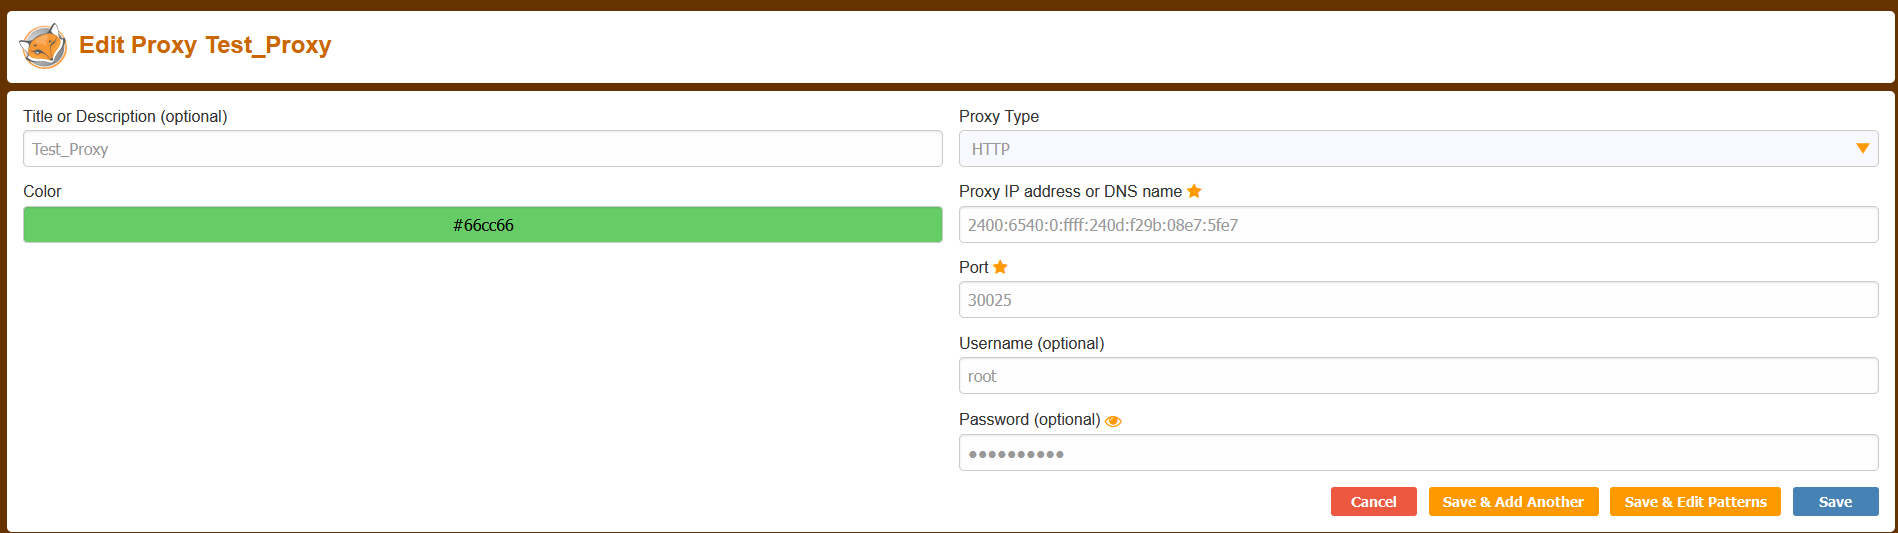 Edit Proxy Test_Proxy
Title or Description (optional)
Test_Proxy
Color
#66cc66
Proxy Type
HTTP
Proxy IP address or DNS name
2400:6540:0:ffff:240d:f29b:08e7:5fe7
Port
30025
Username (optional)
root
Password (optional)
●●●●●●●●●●
Cancel
Save & Add Another
Save & Edit Patterns
Save